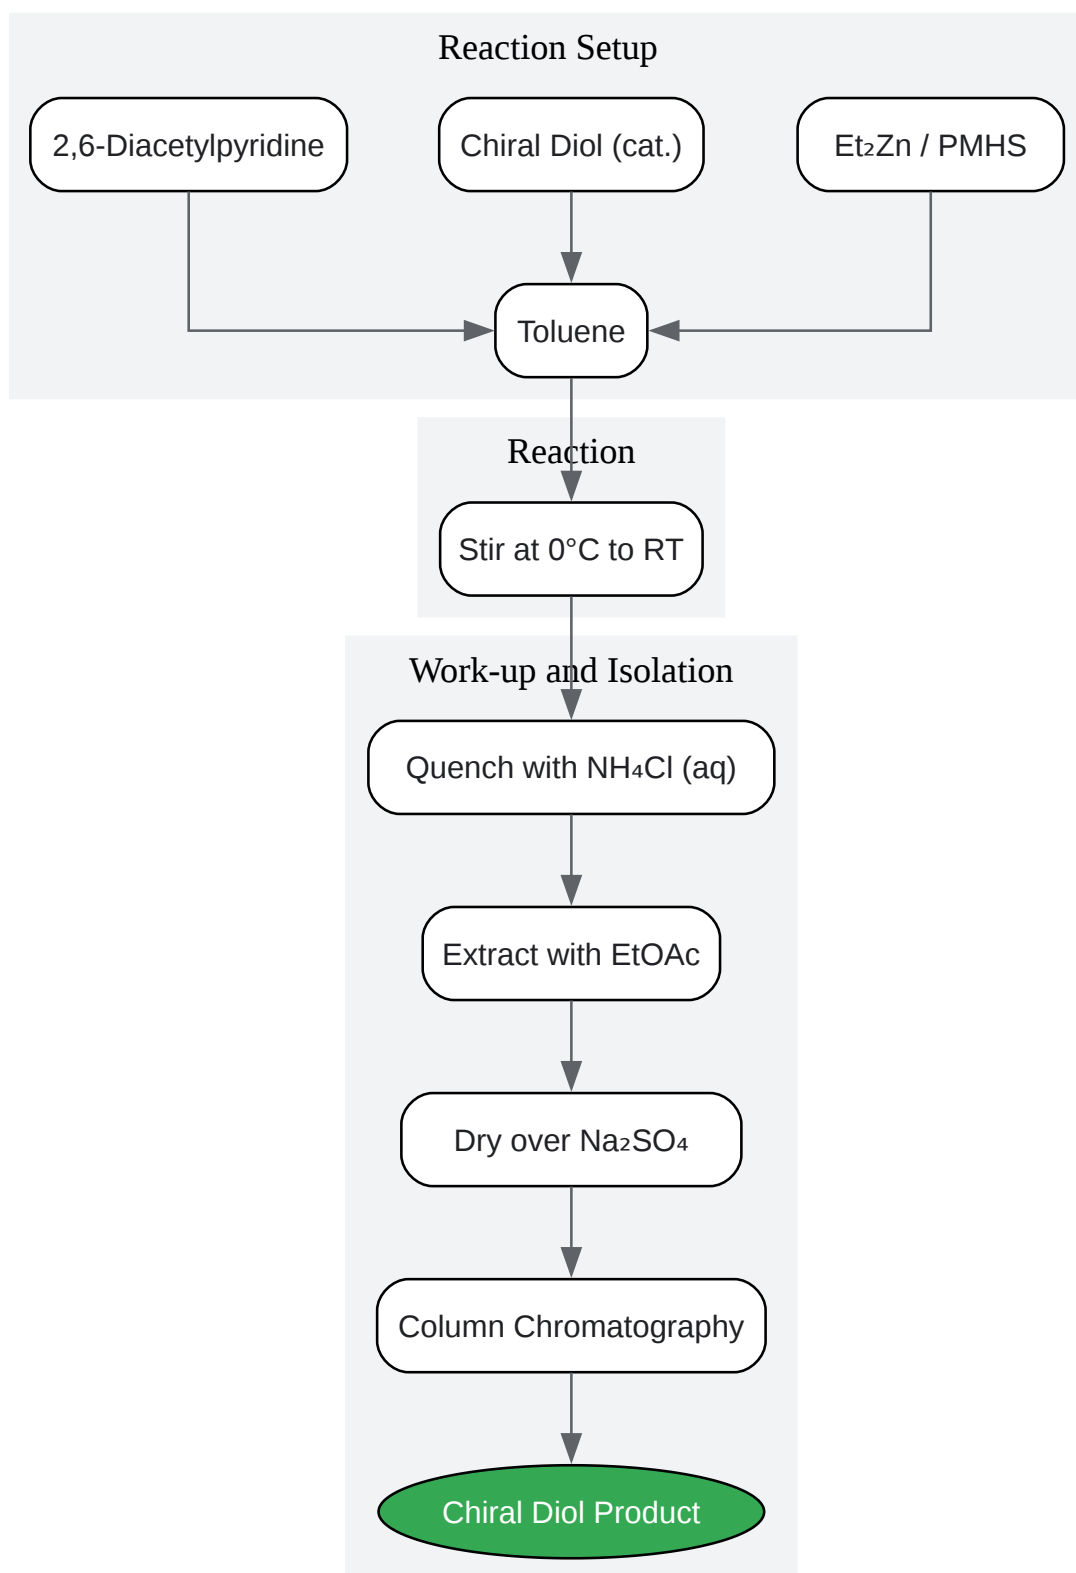 Reaction Setup
2,6-Diacetylpyridine
Chiral Diol (cat.)
Et₂Zn / PMHS
Toluene
Reaction
Stir at 0°C to RT
Work-up and Isolation
Quench with NH₄Cl (aq)
Extract with EtOAc
Dry over Na₂SO₄
Column Chromatography
Chiral Diol Product